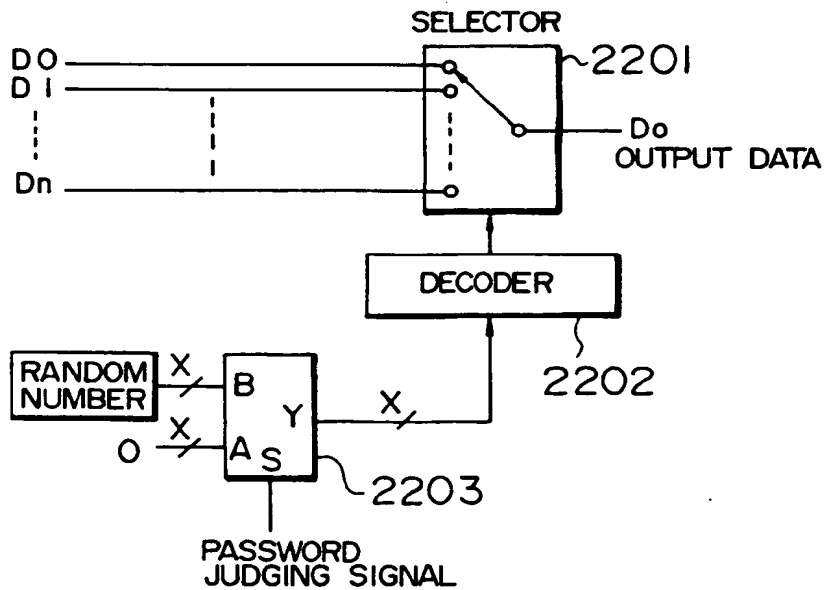 SELECTOR
D0
D1
Dn
2201
Do
OUTPUT DATA
DECODER
2202
RANDOM
NUMBER
X
B
X
Y
0
X
A
S
2203
PASSWORD
JUDGING SIGNAL